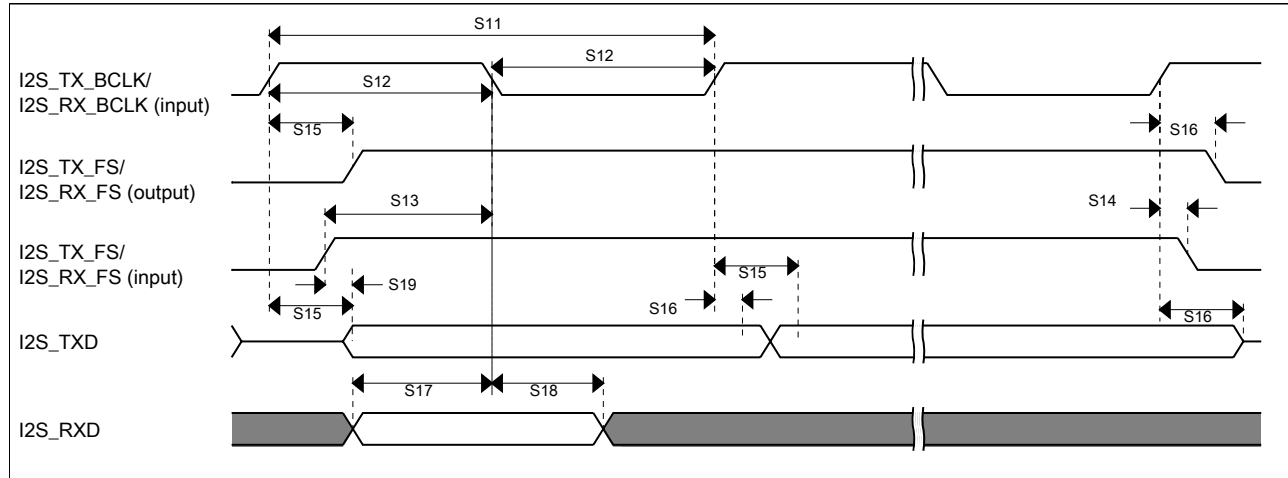 S11
S12
S12
I2S_TX_BCLK/
I2S_RX_BCLK (input)
S15
S16
I2S_TX_FS/
I2S_RX_FS (output)
S13
S14
I2S_TX_FS/
I2S_RX_FS (input)
S15
S19
S15
S16
S16
I2S_TXD
S17
S18
I2S_RXD